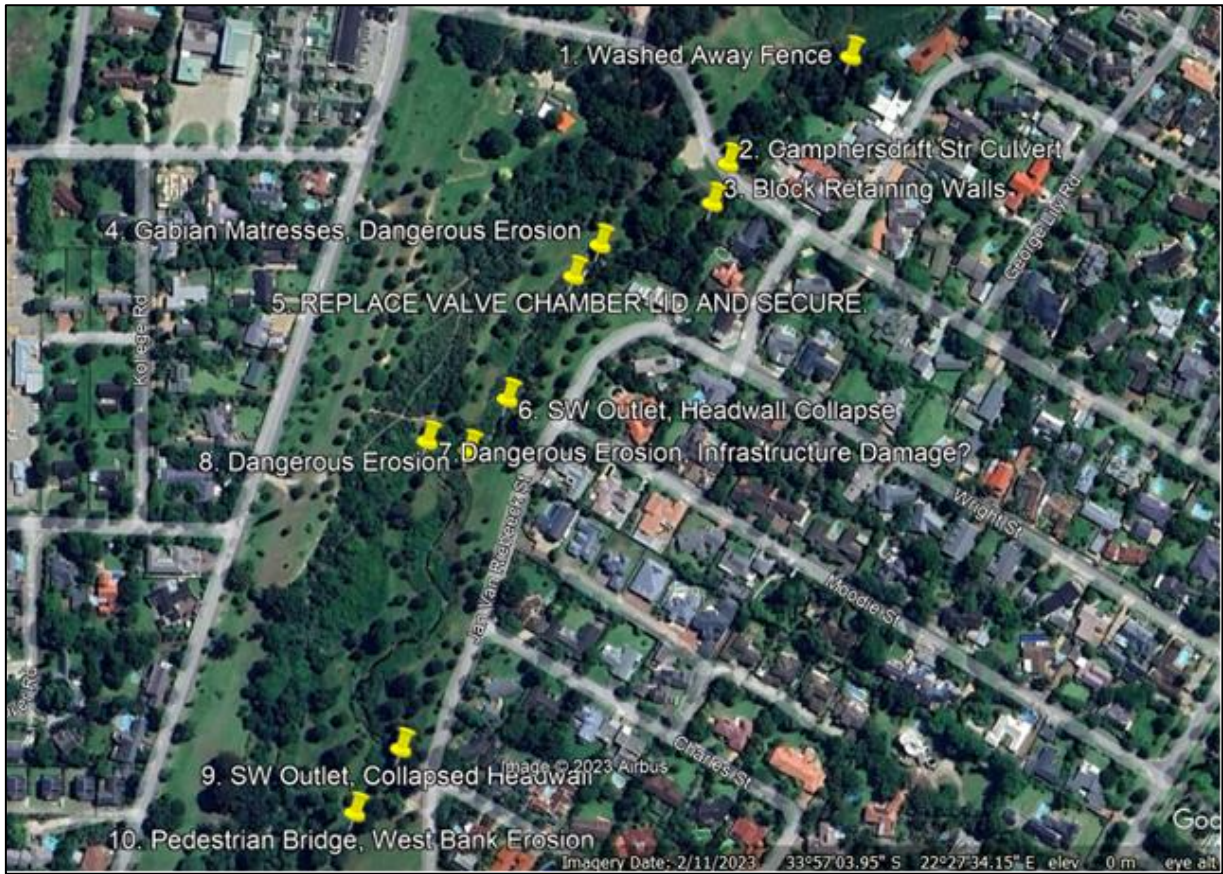 1. Washed Away Fence
2. Camphersdrift Str Culvert
3. Block Retaining Walls
George Lily Rd
4. Gabian Matresses, Dangerous Erosion
5. REPLACE VALVE CHAMBER LID AND SECURE.
Kollege Rd
6. SW Outlet, Headwall Collapse
7 Dangerous Erosion, Infrastructure Damage?
8. Dangerous Erosion
Wright St
Jan Van Riebeeck St
Moodie St
Rd
Charles St
9. SW Outlet, Collapsed Headwall
Image © 2023 Airbus
10. Pedestrian Bridge, West Bank Erosion
Goo
Imagery Date: 2/11/2023 33°57'03.95" S 22°27'34.15" E elev 0 m eye alt